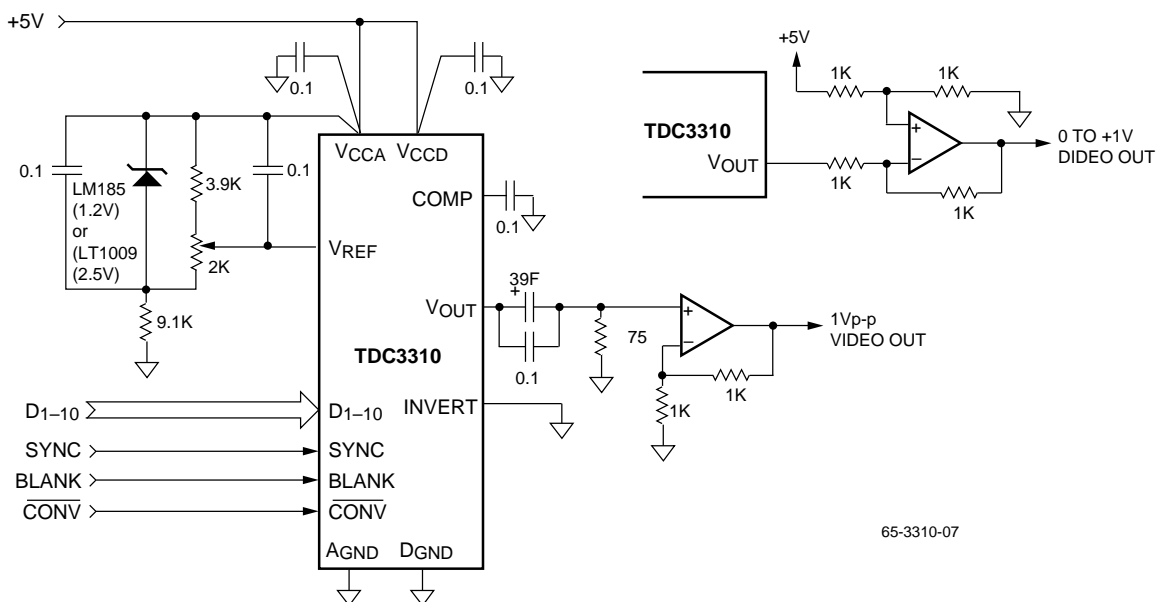 +5V
0.1
0.1
0.1
LM185
(1.2V)
or
(LT1009
(2.5V)
3.9K
2K
0.1
9.1K
VCCA
VCCD
COMP
0.1
VREF
VOUT
TDC3310
INVERT
D1–10
D1–10
SYNC
SYNC
BLANK
BLANK
CONV
CONV
AGND
DGND
39F
+
0.1
75
+
–
1K
1K
1Vp-p
VIDEO OUT
+5V
1K
1K
TDC3310
VOUT
1K
+
–
1K
0 TO +1V
DIDEO OUT
65-3310-07